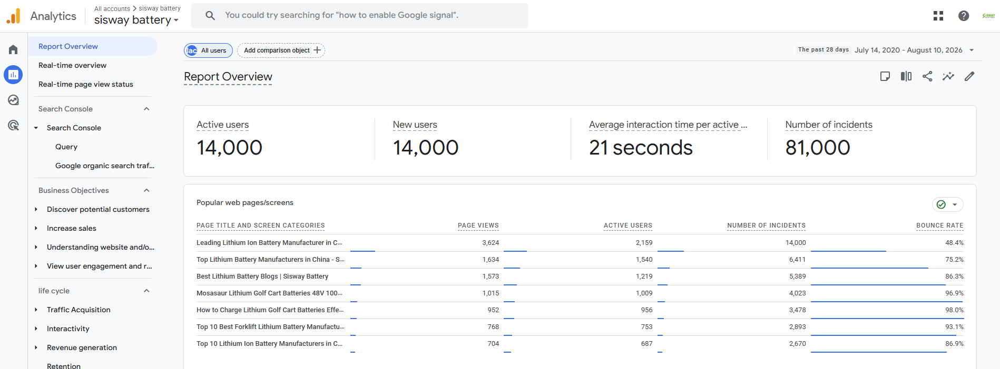 Analytics
All accounts > sisway battery
sisway battery
You could try searching for "how to enable Google signal".
SiSWAY
Report Overview
Real-time overview
Real-time page view status
Search Console
Search Console
Query
Google organic search traf...
Business Objectives
Discover potential customers
Increase sales
Understanding website and/o...
View user engagement and r...
life cycle
Traffic Acquisition
Interactivity
Revenue generation
Retention
All users
Add comparison object
The past 28 days July 14, 2020 - August 10, 2026
Report Overview
Active users
14,000
New users
14,000
Average interaction time per active ...
21 seconds
Number of incidents
81,000
Popular web pages/screens
PAGE TITLE AND SCREEN CATEGORIES PAGE VIEWS ACTIVE USERS NUMBER OF INCIDENTS BOUNCE RATE
Leading Lithium Ion Battery Manufacturer in C... 3,624 2,159 14,000 48.4%
Top Lithium Battery Manufacturers in China - S... 1,634 1,540 6,411 75.2%
Best Lithium Battery Blogs | Sisway Battery 1,573 1,219 5,389 86.3%
Mosasaur Lithium Golf Cart Batteries 48V 100... 1,015 1,009 4,023 96.9%
How to Charge Lithium Golf Cart Batteries Effe... 952 956 3,478 98.0%
Top 10 Best Forklift Lithium Battery Manufactu... 768 753 2,893 93.1%
Top 10 Lithium Ion Battery Manufacturers in C... 704 687 2,670 86.9%